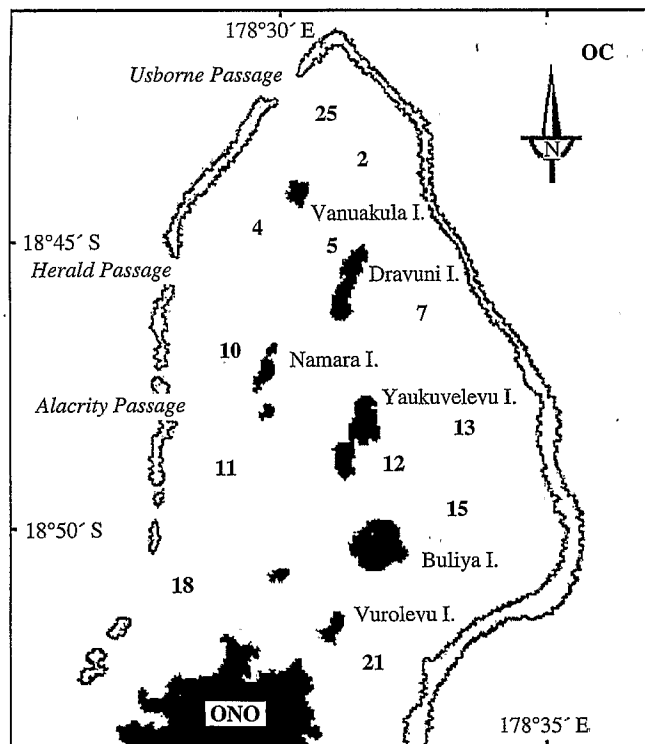 178°30´ E
OC
Usborne Passage
25
N
2
Vanuakula I.
4
18°45´ S
5
Herald Passage
Dravuni I.
7
10
Namara I.
Yaukuvelevu I.
Alacrity Passage
13
11
12
15
18°50´ S
Buliya I.
18
Vurolevu I.
21
ONO
178°35´ E